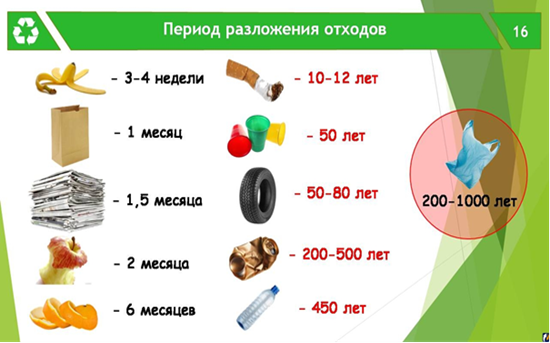 Период разложения отходов
16
- 3-4 недели
- 1 месяц
- 1,5 месяца
- 2 месяца
- 6 месяцев
- 10-12 лет
- 50 лет
- 50-80 лет
- 200-500 лет
- 450 лет
200-1000 лет